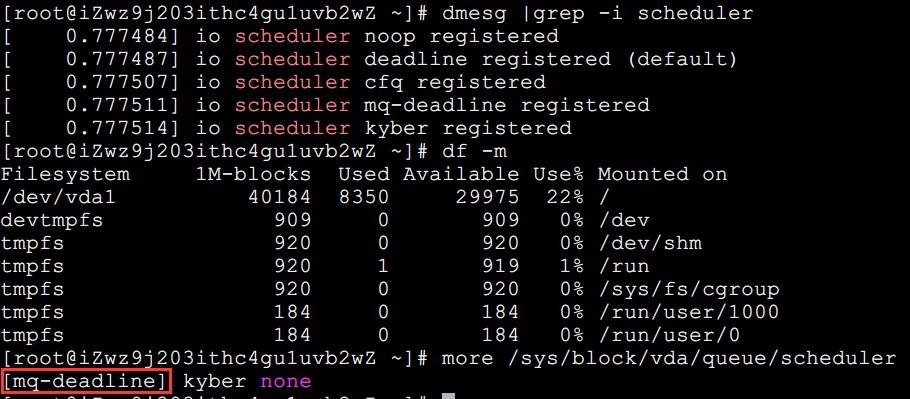 [root@iZwz9j203ithc4gu1uvb2wZ ~]# dmesg |grep -i scheduler
[    0.777484] io scheduler noop registered
[    0.777487] io scheduler deadline registered (default)
[    0.777507] io scheduler cfq registered
[    0.777511] io scheduler mq-deadline registered
[    0.777514] io scheduler kyber registered
[root@iZwz9j203ithc4gu1uvb2wZ ~]# df -m
Filesystem     1M-blocks  Used Available Use% Mounted on
/dev/vda1          40184  8350     29975  22% /
devtmpfs             909     0       909   0% /dev
tmpfs                920     0       920   0% /dev/shm
tmpfs                920     1       919   1% /run
tmpfs                920     0       920   0% /sys/fs/cgroup
tmpfs                184     0       184   0% /run/user/1000
tmpfs                184     0       184   0% /run/user/0
[root@iZwz9j203ithc4gu1uvb2wZ ~]# more /sys/block/vda/queue/scheduler
[mq-deadline] kyber none